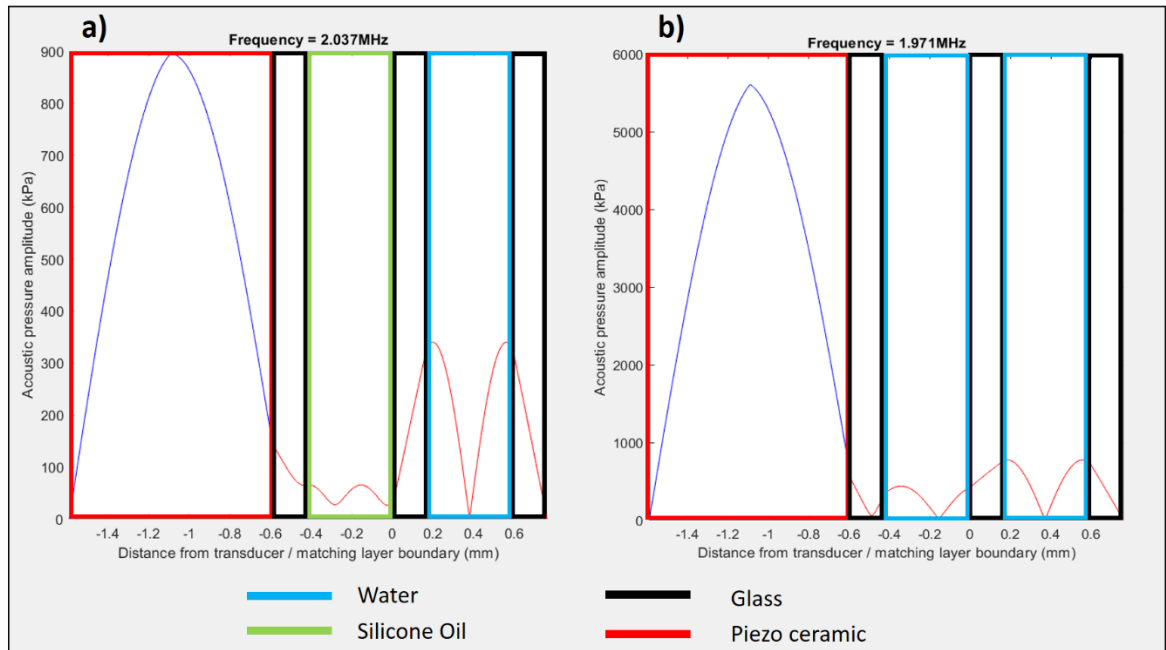 a)
Frequency = 2.037MHz
900
800
700
600
500
400
300
200
100
0
Acoustic pressure amplitude (kPa)
-1.4 -1.2 -1 -0.8 -0.6 -0.4 -0.2 0 0.2 0.4 0.6
Distance from transducer / matching layer boundary (mm)
b)
Frequency = 1.971MHz
6000
5000
4000
3000
2000
1000
0
Acoustic pressure amplitude (kPa)
-1.4 -1.2 -1 -0.8 -0.6 -0.4 -0.2 0 0.2 0.4 0.6
Distance from transducer / matching layer boundary (mm)
Water
Glass
Silicone Oil
Piezo ceramic